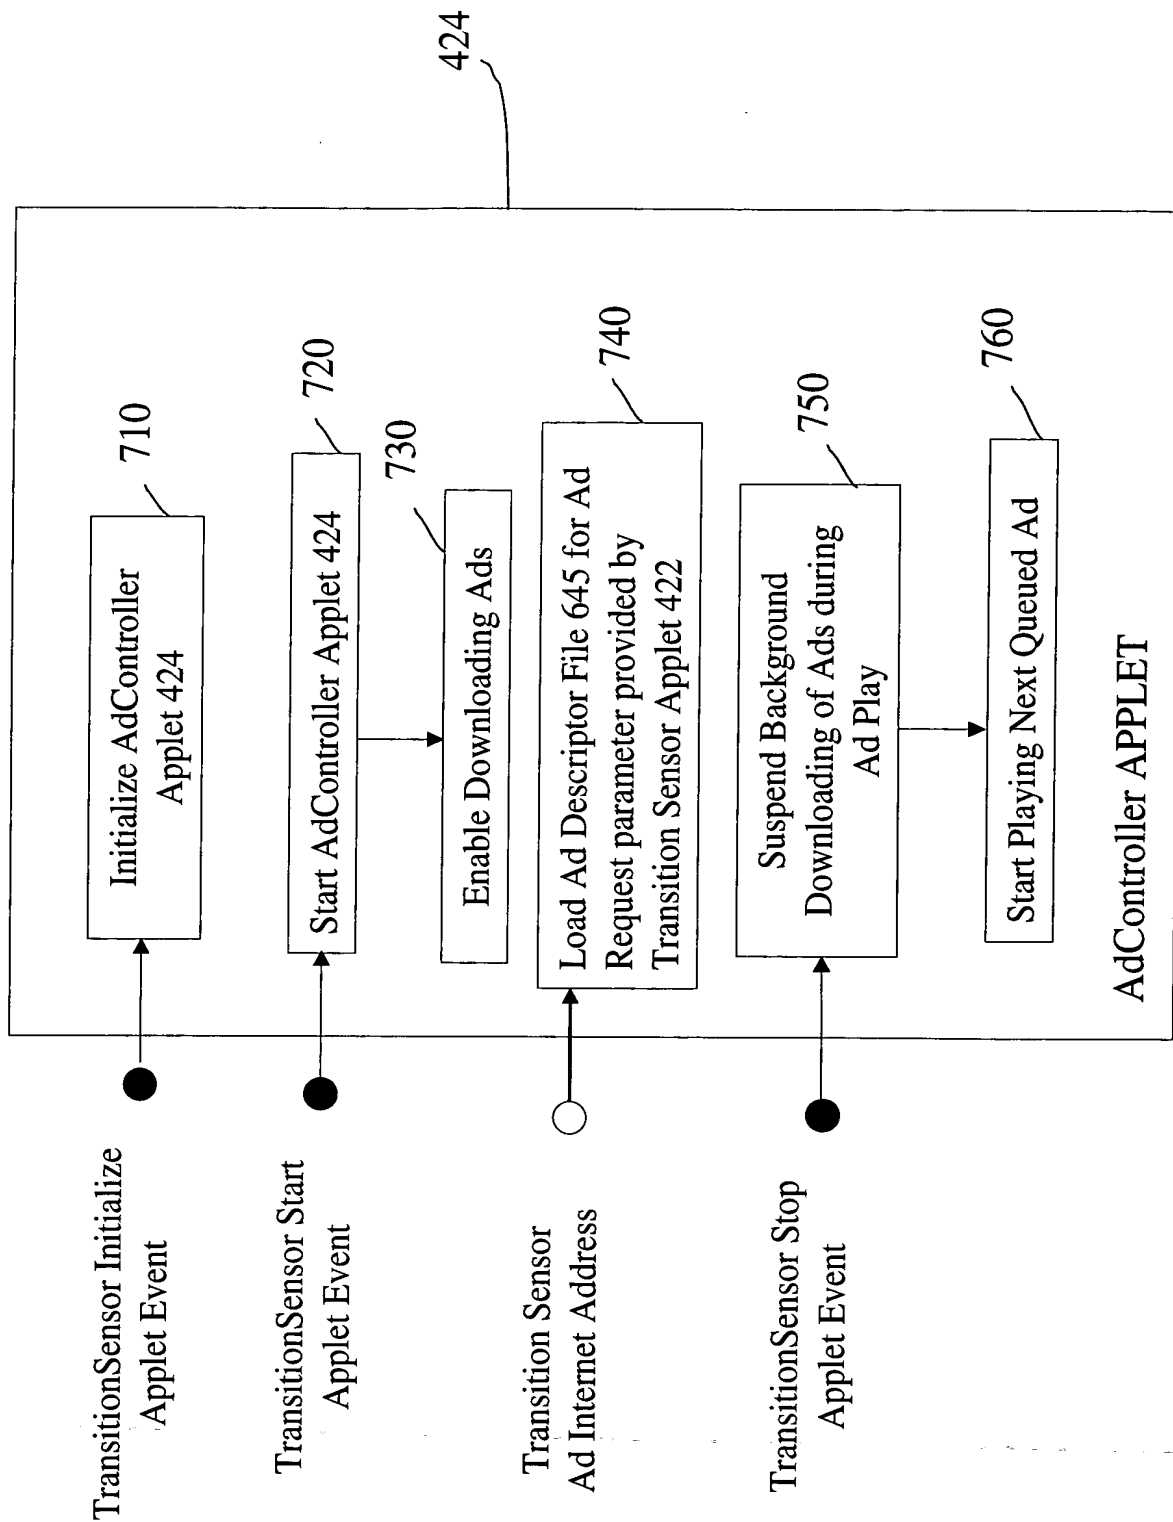 TransitionSensor Initialize
Applet Event
Initialize AdController
Applet 424
710
TransitionSensor Start
Applet Event
Start AdController Applet 424
720
Enable Downloading Ads
730
Transition Sensor
Ad Internet Address
Load Ad Descriptor File 645 for Ad
Request parameter provided by
Transition Sensor Applet 422
740
TransitionSensor Stop
Applet Event
Suspend Background
Downloading of Ads during
Ad Play
750
Start Playing Next Queued Ad
760
AdController APPLET
424